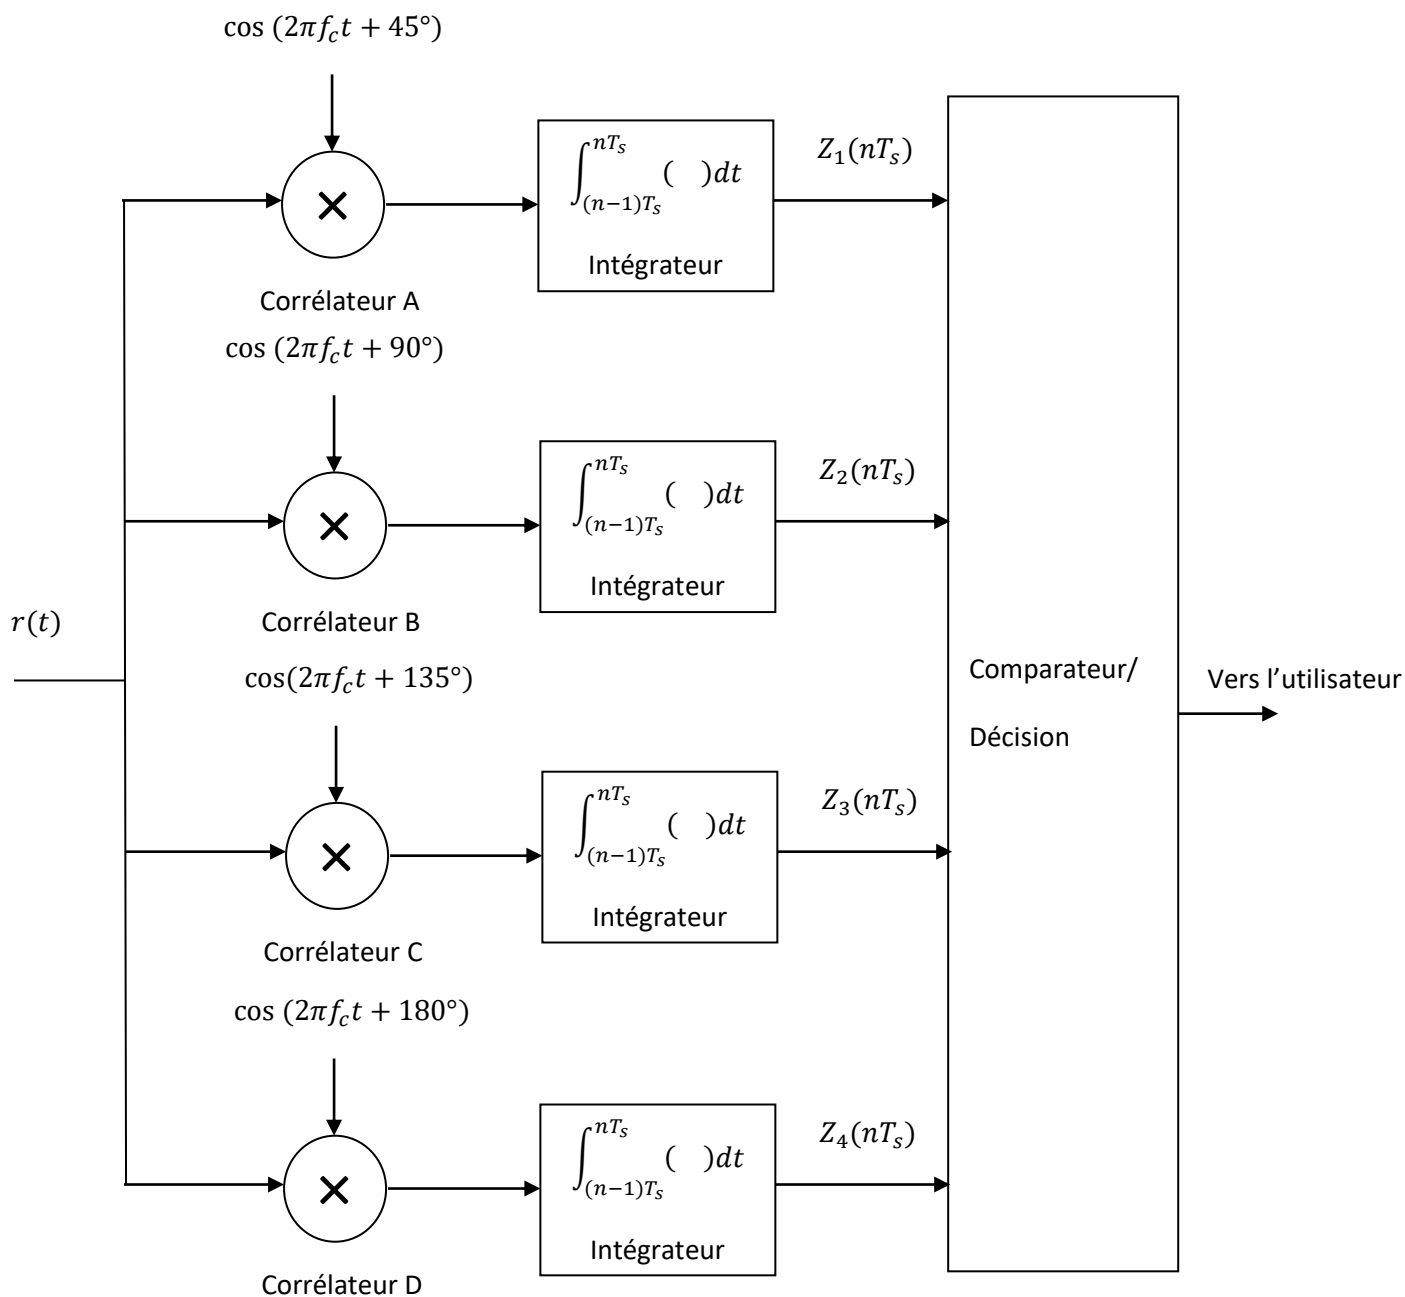 cos (2πf_c t + 45°)
∫_{(n−1)T_s}^{nT_s} ( )dt
Z_1(nT_s)
×
Intégrateur
Corrélateur A
cos (2πf_c t + 90°)
∫_{(n−1)T_s}^{nT_s} ( )dt
Z_2(nT_s)
×
Intégrateur
Corrélateur B
r(t)
cos(2πf_c t + 135°)
Comparateur/
Décision
Vers l’utilisateur
∫_{(n−1)T_s}^{nT_s} ( )dt
Z_3(nT_s)
×
Intégrateur
Corrélateur C
cos (2πf_c t + 180°)
∫_{(n−1)T_s}^{nT_s} ( )dt
Z_4(nT_s)
×
Intégrateur
Corrélateur D